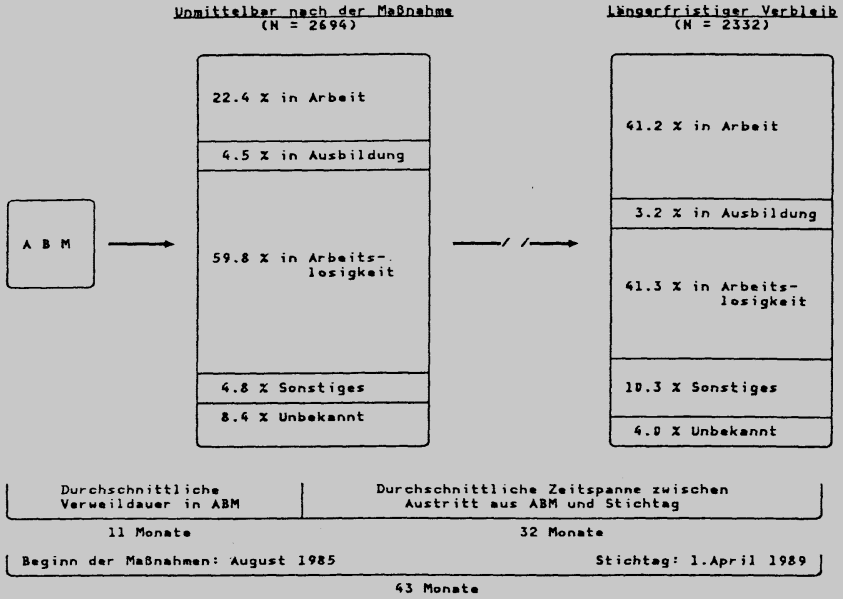 Unmittelbar nach der Maßnahme
(N = 2694)
Längerfristiger Verbleib
(N = 2332)
A B M
22.4 % in Arbeit
4.5 % in Ausbildung
59.8 % in Arbeits-
losigkeit
4.8 % Sonstiges
8.4 % Unbekannt
41.2 % in Arbeit
3.2 % in Ausbildung
41.3 % in Arbeits-
losigkeit
10.3 % Sonstiges
4.0 % Unbekannt
Durchschnittliche
Verweildauer in ABM
Durchschnittliche Zeitspanne zwischen
Austritt aus ABM und Stichtag
11 Monate
32 Monate
Beginn der Maßnahmen: August 1985
Stichtag: 1.April 1989
43 Monate